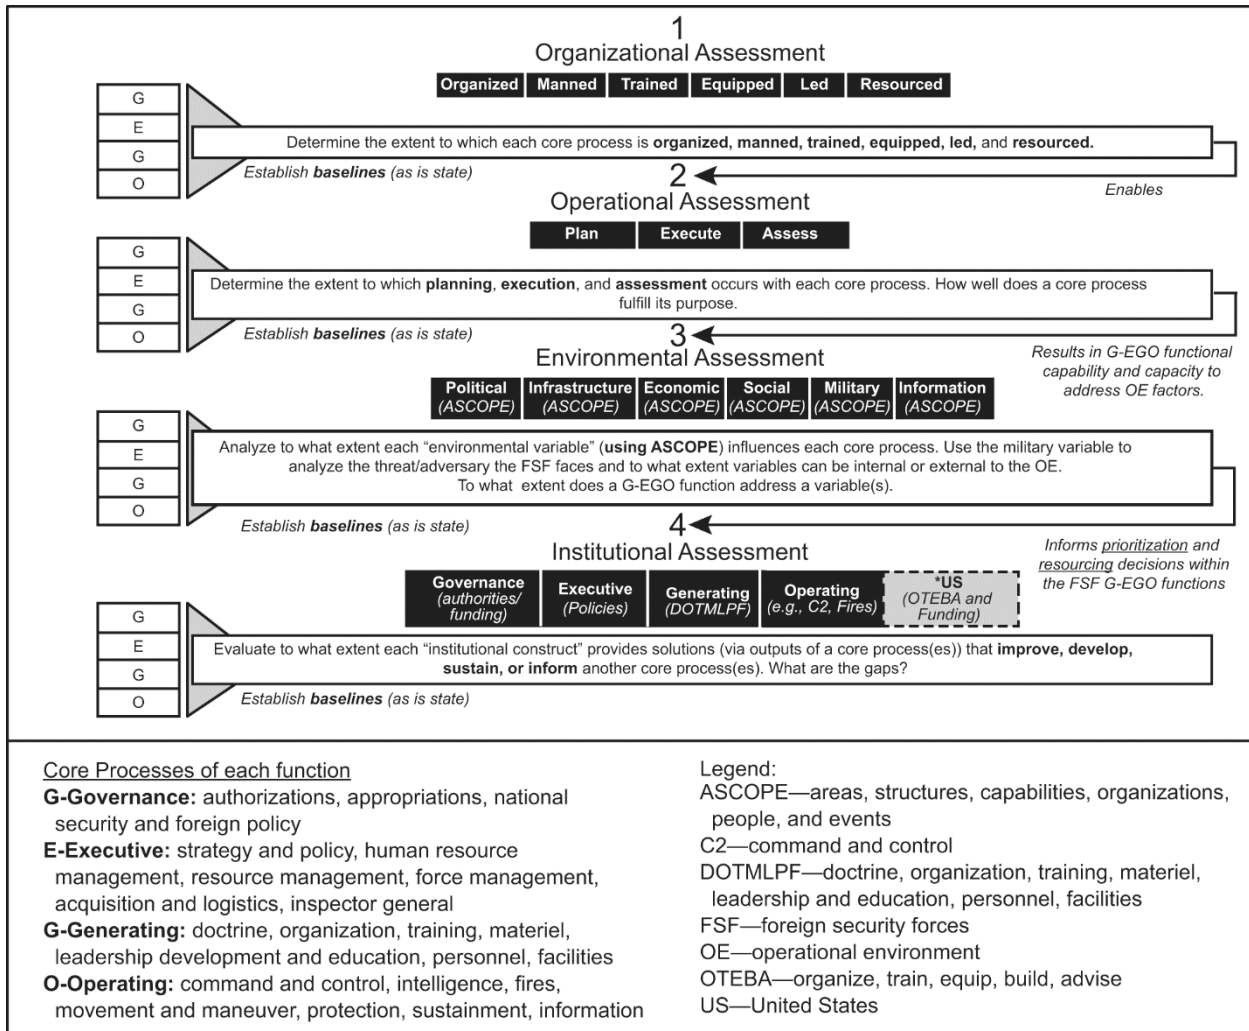 1
Organizational Assessment
Organized Manned Trained Equipped Led Resourced
G
E
G
O
Determine the extent to which each core process is organized, manned, trained, equipped, led, and resourced.
Establish baselines (as is state)
Enables
2
Operational Assessment
Plan Execute Assess
G
E
G
O
Determine the extent to which planning, execution, and assessment occurs with each core process. How well does a core process
fulfill its purpose.
Establish baselines (as is state)
Results in G-EGO functional
capability and capacity to
address OE factors.
3
Environmental Assessment
Political Infrastructure Economic Social Military Information
(ASCOPE) (ASCOPE) (ASCOPE) (ASCOPE) (ASCOPE) (ASCOPE)
G
E
G
O
Analyze to what extent each “environmental variable” (using ASCOPE) influences each core process. Use the military variable to
analyze the threat/adversary the FSF faces and to what extent variables can be internal or external to the OE.
To what extent does a G-EGO function address a variable(s).
Establish baselines (as is state)
Informs prioritization and
resourcing decisions within
the FSF G-EGO functions
4
Institutional Assessment
Governance
(authorities/
funding)
Executive
(Policies)
Generating
(DOTMLPF)
Operating
(e.g., C2, Fires)
*US
(OTEBA and
Funding)
G
E
G
O
Evaluate to what extent each “institutional construct” provides solutions (via outputs of a core process(es)) that improve, develop,
sustain, or inform another core process(es). What are the gaps?
Establish baselines (as is state)
Core Processes of each function
G-Governance: authorizations, appropriations, national
security and foreign policy
E-Executive: strategy and policy, human resource
management, resource management, force management,
acquisition and logistics, inspector general
G-Generating: doctrine, organization, training, materiel,
leadership development and education, personnel, facilities
O-Operating: command and control, intelligence, fires,
movement and maneuver, protection, sustainment, information
Legend:
ASCOPE—areas, structures, capabilities, organizations,
people, and events
C2—command and control
DOTMLPF—doctrine, organization, training, materiel,
leadership and education, personnel, facilities
FSF—foreign security forces
OE—operational environment
OTEBA—organize, train, equip, build, advise
US—United States